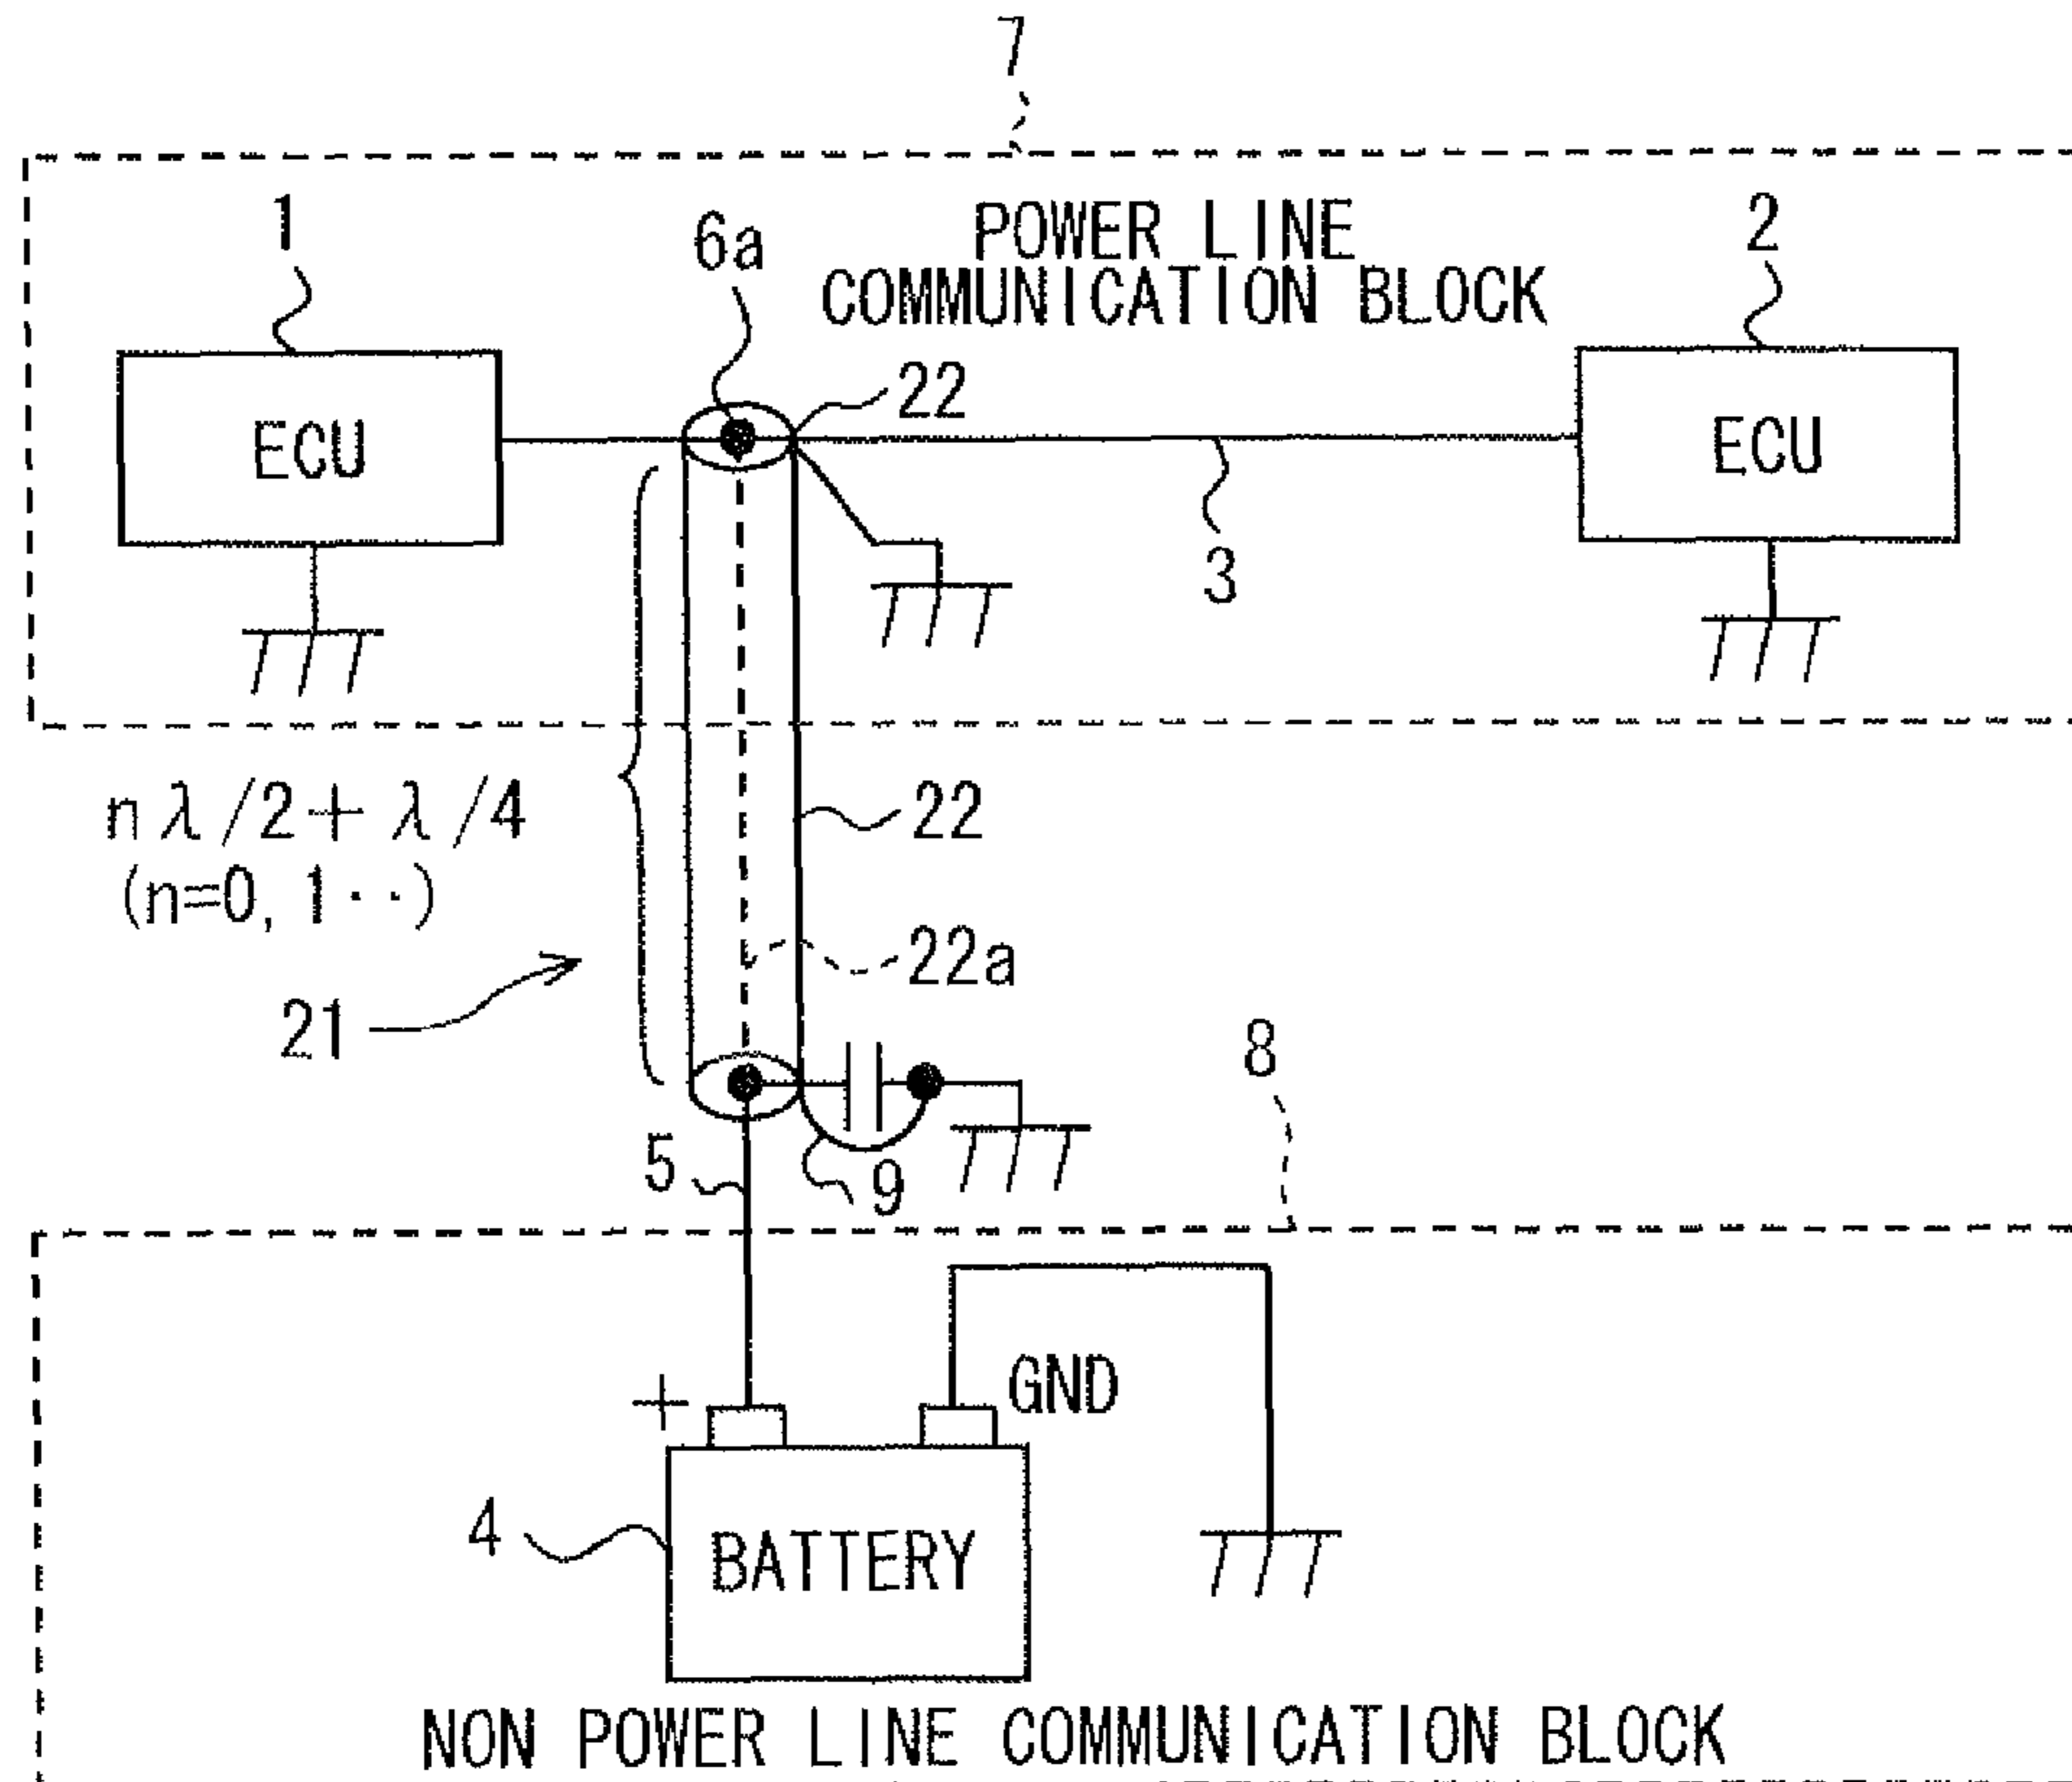 7
1
6a
POWER LINE
COMMUNICATION BLOCK
2
22
ECU
ECU
3
nλ/2+λ/4
(n=0, 1··)
22
22a
21
8
5
9
+
GND
4
BATTERY
NON POWER LINE COMMUNICATION BLOCK